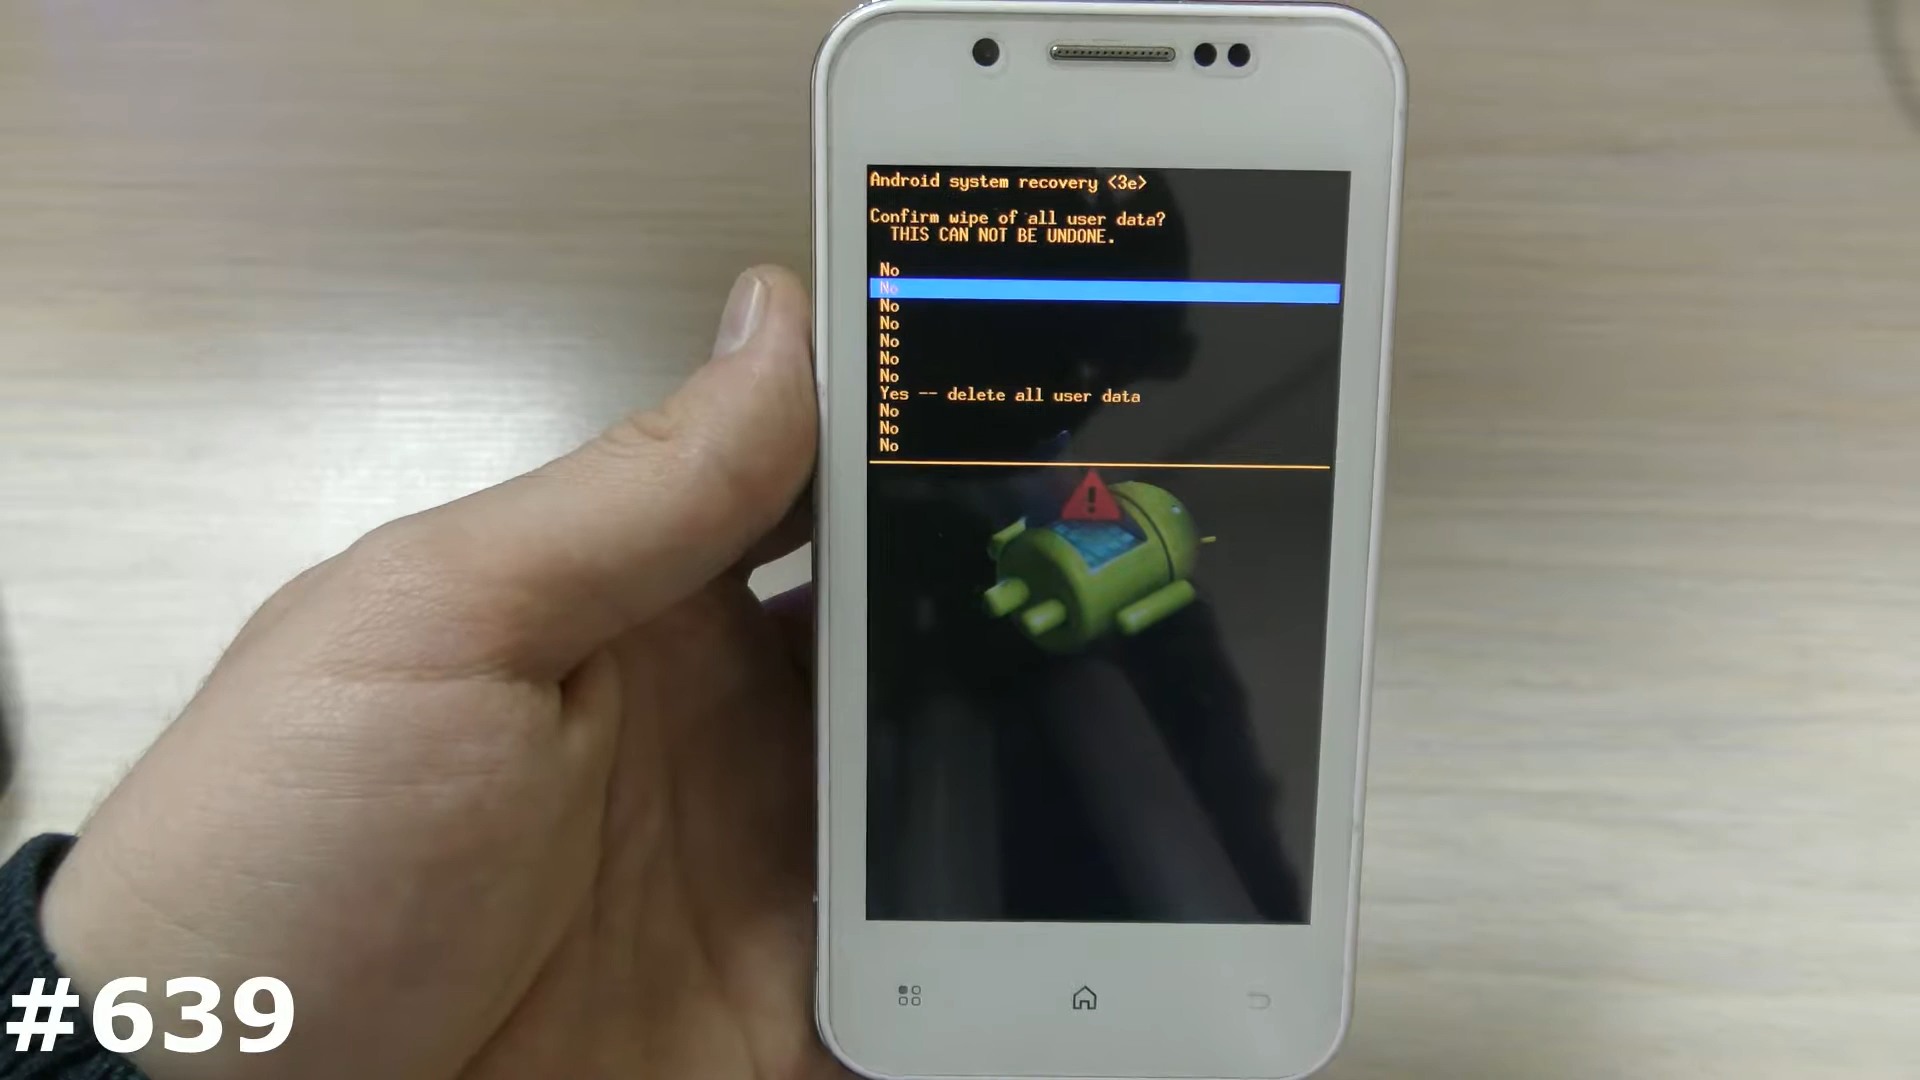 Android system recovery <3e>
Confirm wipe of all user data?
THIS CAN NOT BE UNDONE.
No
No
No
No
No
No
No
Yes -- delete all user data
No
No
No
#639